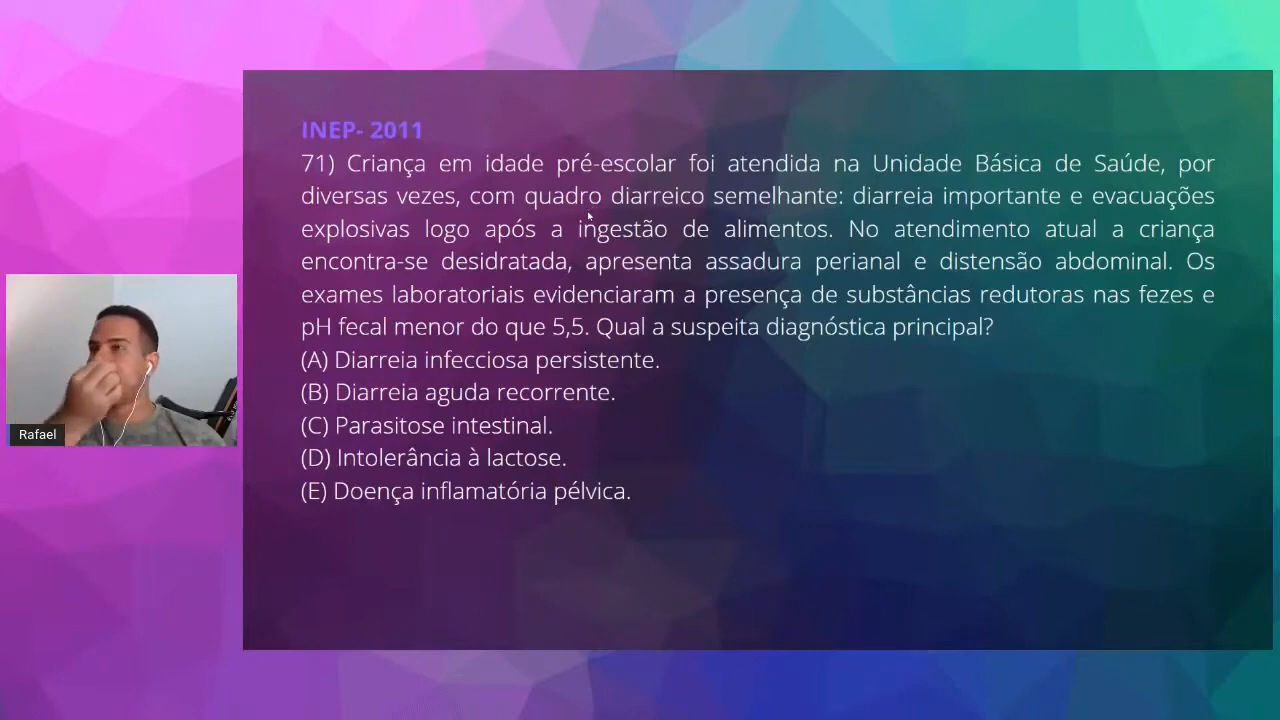 INEP- 2011
71) Criança em idade pré-escolar foi atendida na Unidade Básica de Saúde, por
diversas vezes, com quadro diarreico semelhante: diarreia importante e evacuações
explosivas logo após a ingestão de alimentos. No atendimento atual a criança
encontra-se desidratada, apresenta assadura perianal e distensão abdominal. Os
exames laboratoriais evidenciaram a presença de substâncias redutoras nas fezes e
pH fecal menor do que 5,5. Qual a suspeita diagnóstica principal?
(A) Diarreia infecciosa persistente.
(B) Diarreia aguda recorrente.
(C) Parasitose intestinal.
(D) Intolerância à lactose.
(E) Doença inflamatória pélvica.
Rafael